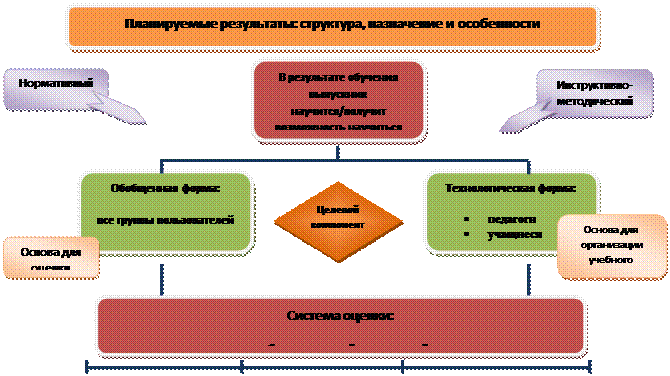 Планируемые результаты: структура, назначение и особенности
Нормативный
В результате обучения
выпускник
научится/получит
возможность научиться
Инструктивно-
методический
Обобщенная форма:
все группы пользователей
Целевой
компонент
Технологическая форма:
▪ педагоги
▪ учащиеся
Основа для
оценки
Основа для
организации
учебного
Система оценки: